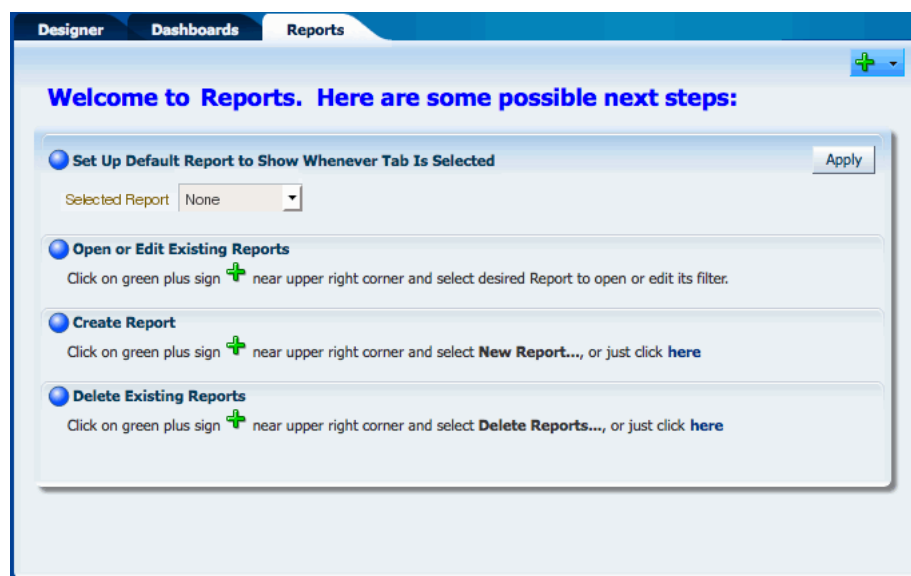 Designer Dashboards Reports
Welcome to Reports. Here are some possible next steps:
Set Up Default Report to Show Whenever Tab Is Selected
Apply
Selected Report None
Open or Edit Existing Reports
Click on green plus sign near upper right corner and select desired Report to open or edit its filter.
Create Report
Click on green plus sign near upper right corner and select New Report..., or just click here
Delete Existing Reports
Click on green plus sign near upper right corner and select Delete Reports..., or just click here